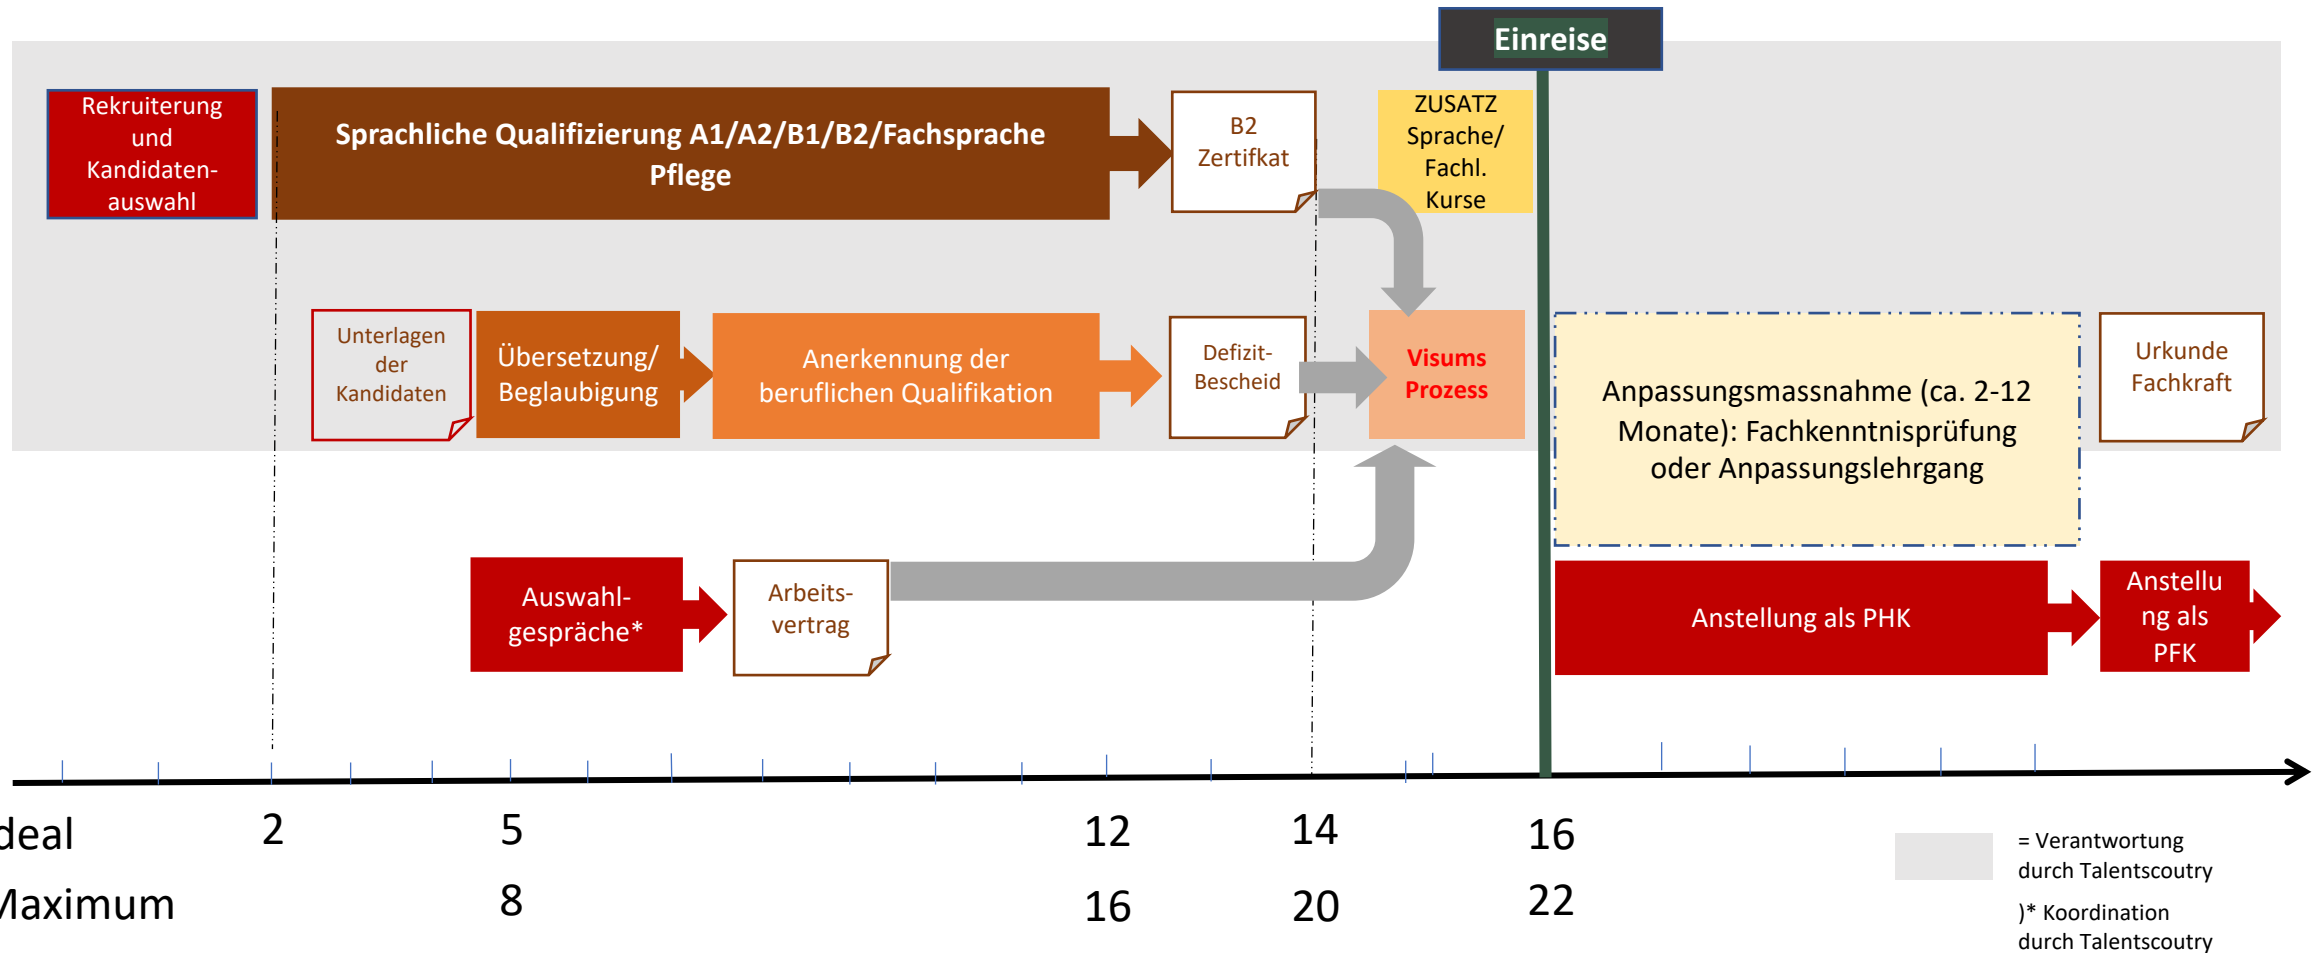 Einreise
Rekruiterung
und
Kandidaten-
auswahl
Sprachliche Qualifizierung A1/A2/B1/B2/Fachsprache
Pflege
B2
Zertifkat
ZUSATZ
Sprache/
Fachl.
Kurse
Unterlagen
der
Kandidaten
Übersetzung/
Beglaubigung
Anerkennung der
beruflichen Qualifikation
Defizit-
Bescheid
Visums
Prozess
Anpassungsmassnahme (ca. 2-12
Monate): Fachkenntnisprüfung
oder Anpassungslehrgang
Urkunde
Fachkraft
Auswahl-
gespräche*
Arbeits-
vertrag
Anstellung als PHK
Anstellu
ng als
PFK
deal 2 5 12 14 16
Maximum 8 16 20 22
= Verantwortung
durch Talentscoutry
)* Koordination
durch Talentscoutry